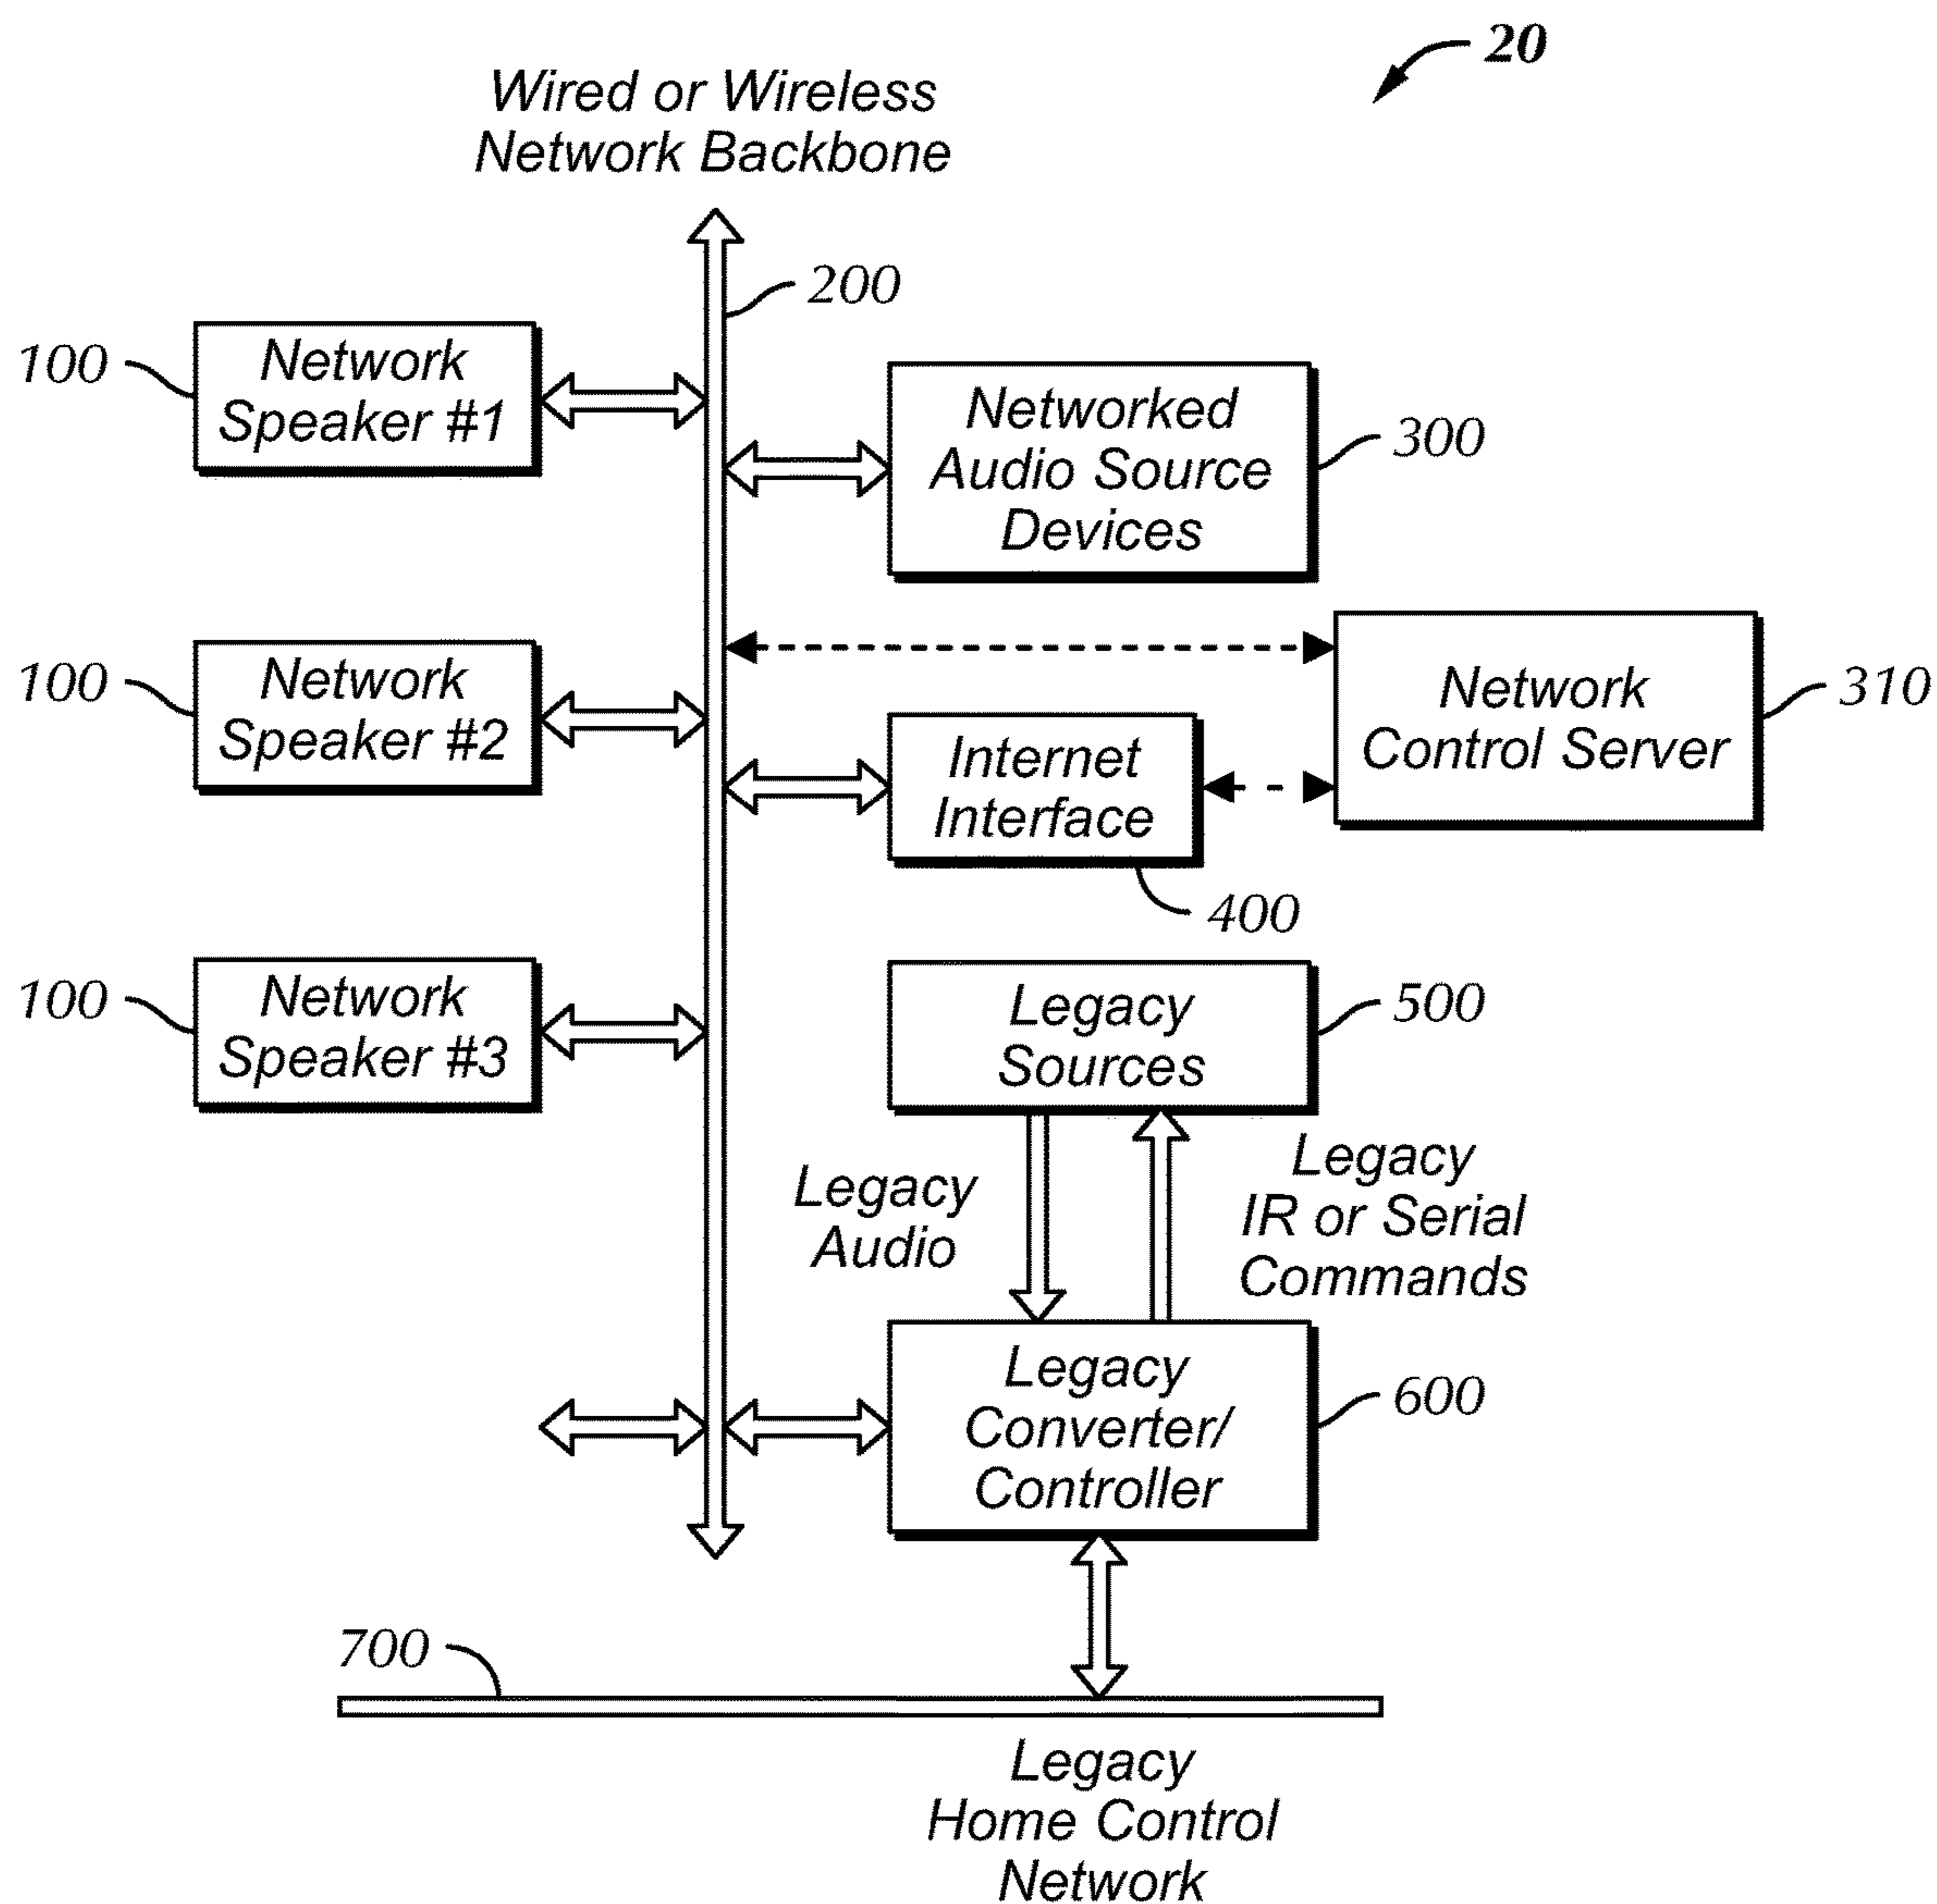 20
Wired or Wireless
Network Backbone
200
100
Network
Speaker #1
Networked
Audio Source
Devices
300
100
Network
Speaker #2
Network
Control Server
310
Internet
Interface
400
100
Network
Speaker #3
Legacy
Sources
500
Legacy
Audio
Legacy
IR or Serial
Commands
Legacy
Converter/
Controller
600
700
Legacy
Home Control
Network